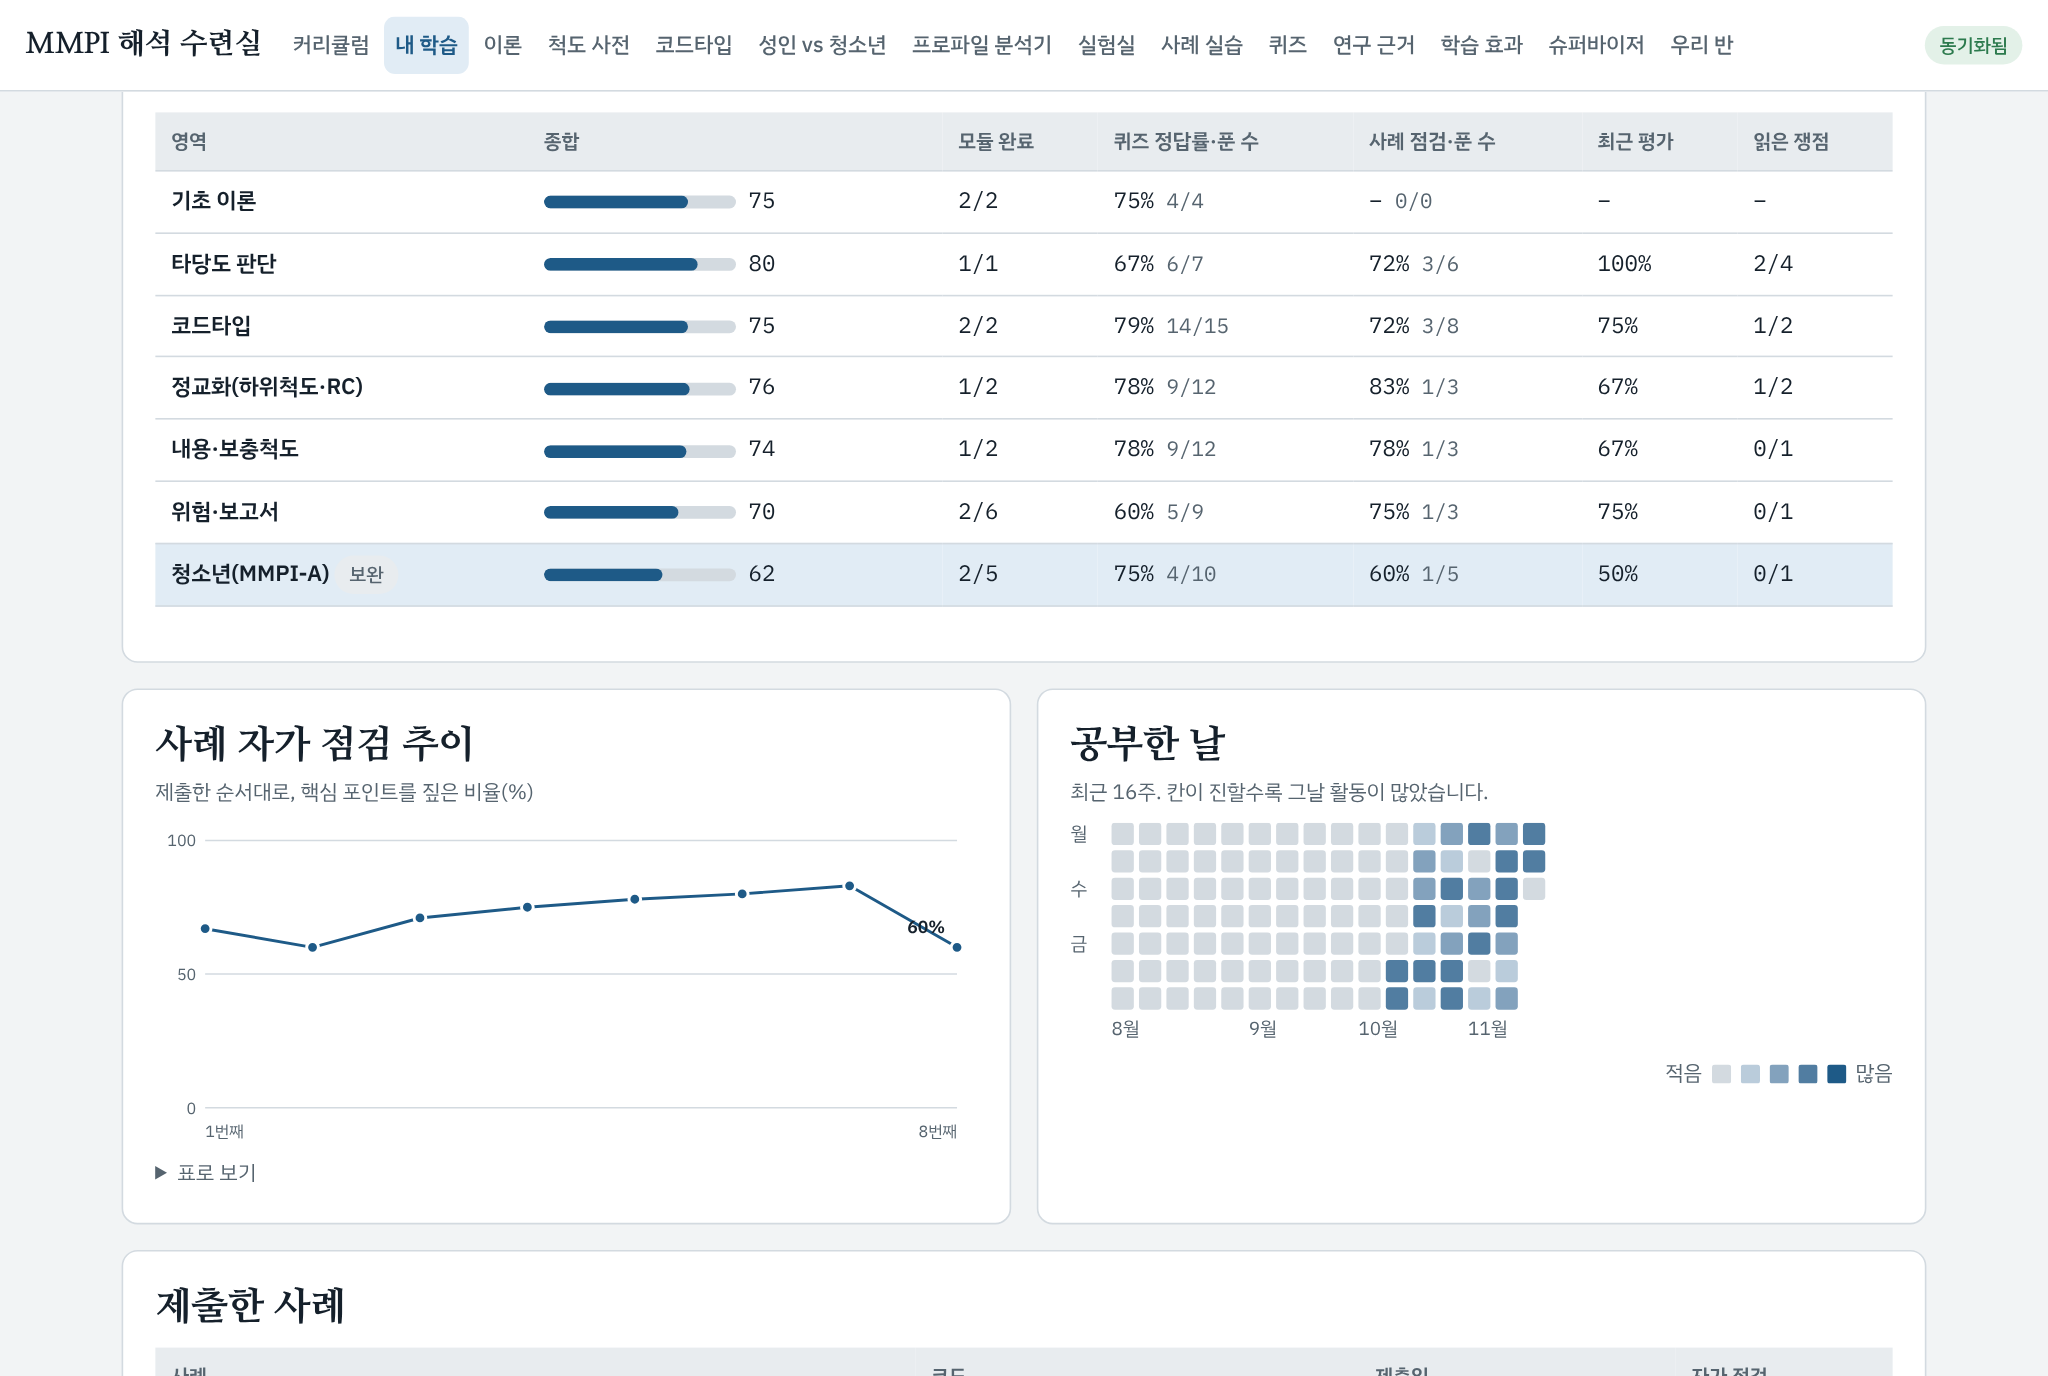 MMPI 해석 수련실 커리큘럼 내 학습 이론 척도 사전 코드타입 성인 vs 청소년 프로파일 분석기 실험실 사례 실습 퀴즈 연구 근거 학습 효과 슈퍼바이저 우리 반 동기화됨
영역 종합 모듈 완료 퀴즈 정답률·푼 수 사례 점검·푼 수 최근 평가 읽은 쟁점
기초 이론 75 2/2 75% 4/4 – 0/0 – –
타당도 판단 80 1/1 67% 6/7 72% 3/6 100% 2/4
코드타입 75 2/2 79% 14/15 72% 3/8 75% 1/2
정교화(하위척도·RC) 76 1/2 78% 9/12 83% 1/3 67% 1/2
내용·보충척도 74 1/2 78% 9/12 78% 1/3 67% 0/1
위험·보고서 70 2/6 60% 5/9 75% 1/3 75% 0/1
청소년(MMPI-A) 보완 62 2/5 75% 4/10 60% 1/5 50% 0/1
사례 자가 점검 추이
제출한 순서대로, 핵심 포인트를 짚은 비율(%)
100
60%
50
0
1번째 8번째
▶ 표로 보기
공부한 날
최근 16주. 칸이 진할수록 그날 활동이 많았습니다.
월
수
금
8월 9월 10월 11월
적음 많음
제출한 사례
사례 코드 제출일 자가 점검